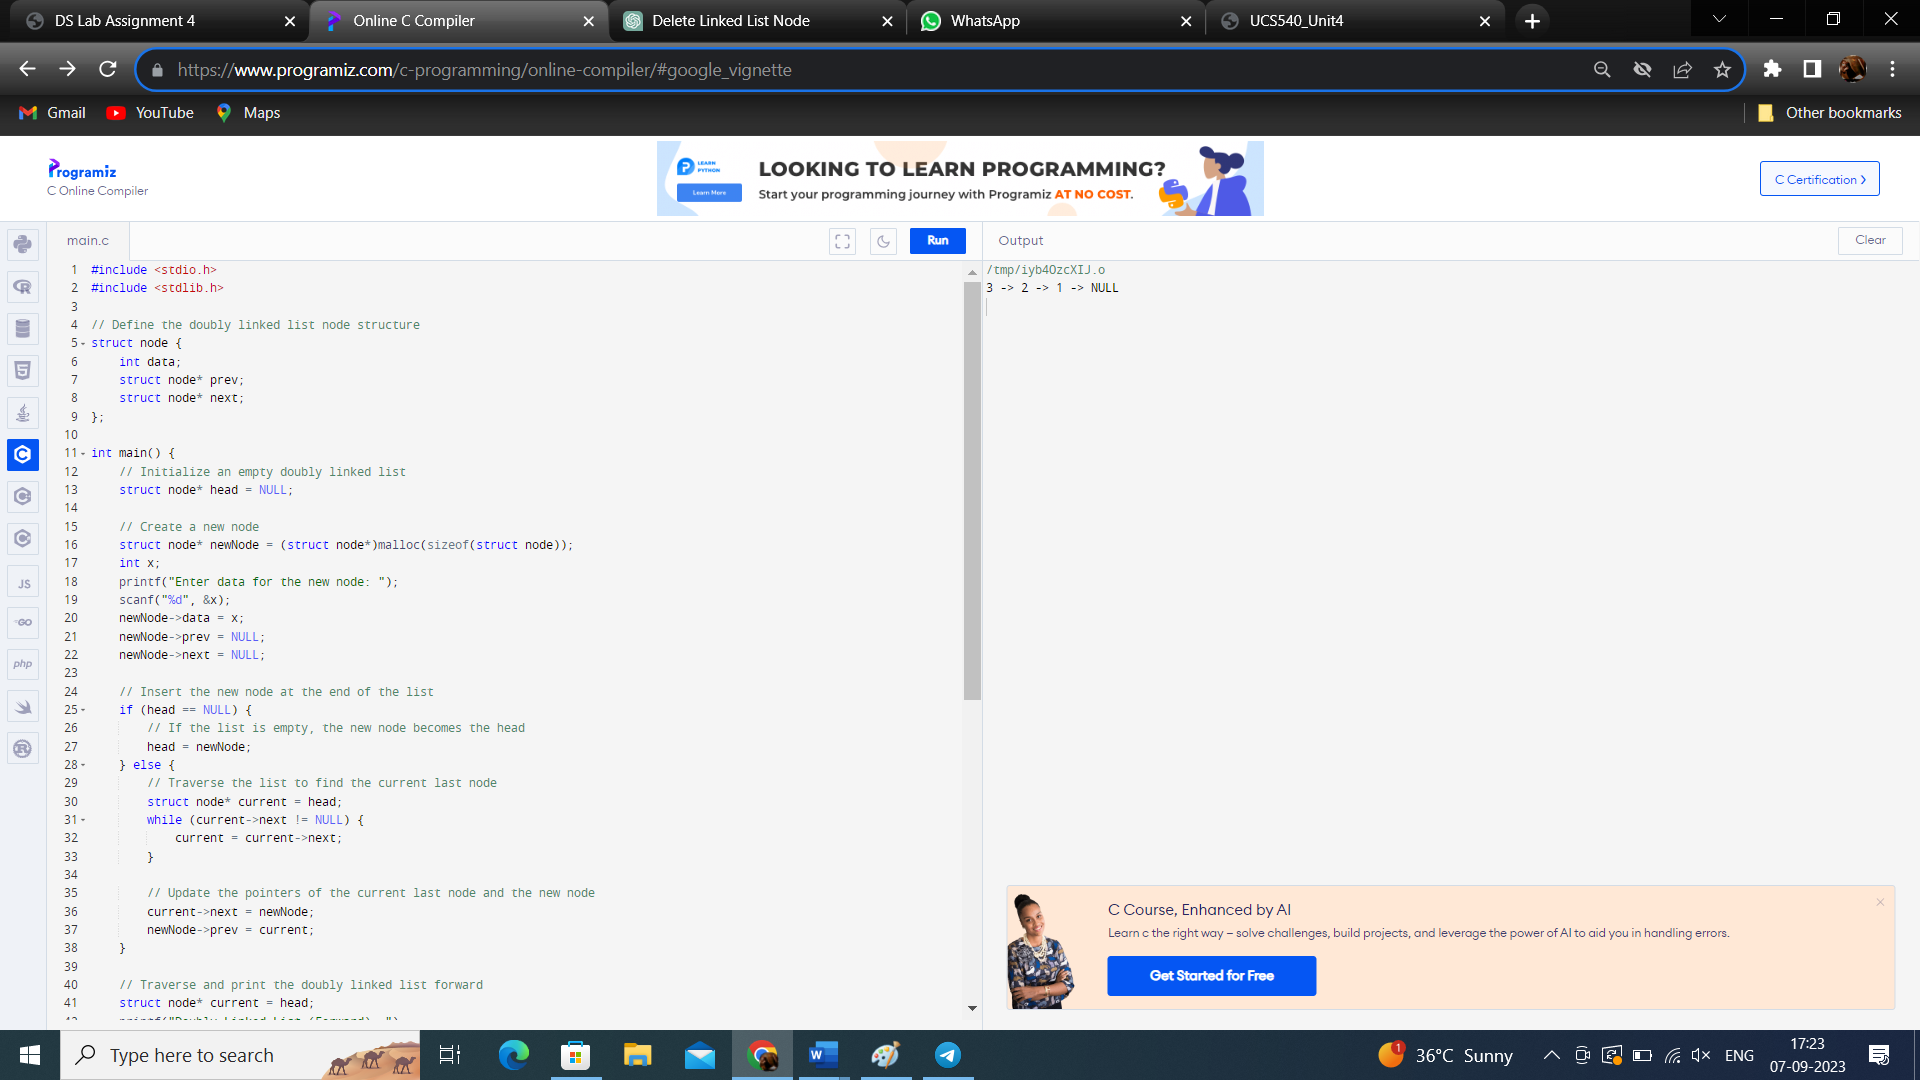 DS Lab Assignment 4
Online C Compiler
Delete Linked List Node
WhatsApp
UCS540_Unit4
https://www.programiz.com/c-programming/online-compiler/#google_vignette
Gmail
YouTube
Maps
Other bookmarks
Programiz
C Online Compiler
LEARN PYTHON
Learn More
LOOKING TO LEARN PROGRAMMING?
Start your programming journey with Programiz AT NO COST.
C Certification >
main.c
Run
Output
Clear
1 #include <stdio.h>
2 #include <stdlib.h>
3
4 // Define the doubly linked list node structure
5 struct node {
6 int data;
7 struct node* prev;
8 struct node* next;
9 };
10
11 int main() {
12 // Initialize an empty doubly linked list
13 struct node* head = NULL;
14
15 // Create a new node
16 struct node* newNode = (struct node*)malloc(sizeof(struct node));
17 int x;
18 printf("Enter data for the new node: ");
19 scanf("%d", &x);
20 newNode->data = x;
21 newNode->prev = NULL;
22 newNode->next = NULL;
23
24 // Insert the new node at the end of the list
25 if (head == NULL) {
26 // If the list is empty, the new node becomes the head
27 head = newNode;
28 } else {
29 // Traverse the list to find the current last node
30 struct node* current = head;
31 while (current->next != NULL) {
32 current = current->next;
33 }
34
35 // Update the pointers of the current last node and the new node
36 current->next = newNode;
37 newNode->prev = current;
38 }
39
40 // Traverse and print the doubly linked list forward
41 struct node* current = head;
/tmp/iyb4OzcXIJ.o
3 -> 2 -> 1 -> NULL
JS
GO
php
C Course, Enhanced by AI
Learn c the right way – solve challenges, build projects, and leverage the power of AI to aid you in handling errors.
Get Started for Free
Type here to search
1
36°C Sunny
ENG
17:23
07-09-2023